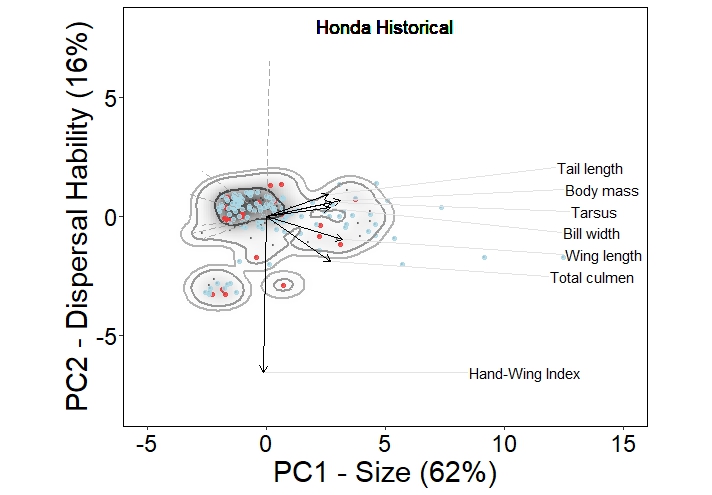 Honda Historical
PC2 - Dispersal Hability (16%)
5
0
-5
Tail length
Body mass
Tarsus
Bill width
Wing length
Total culmen
Hand-Wing Index
-5
0
5
10
15
PC1 - Size (62%)